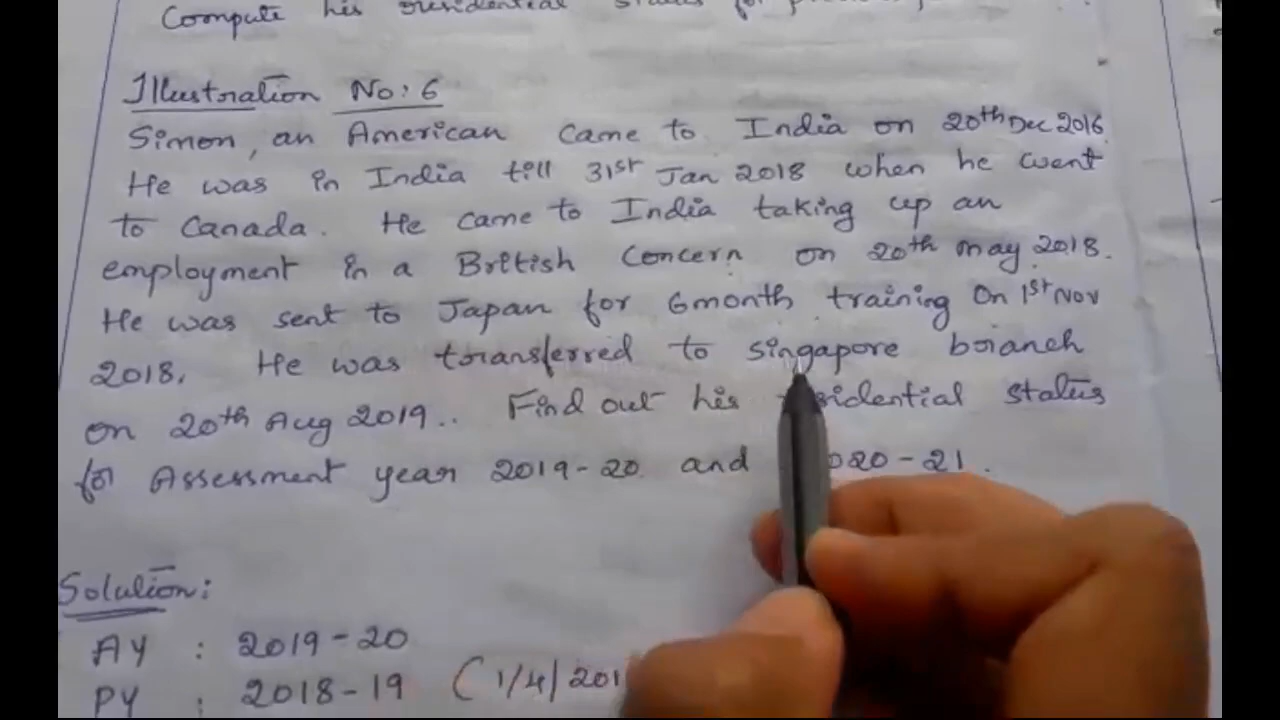 Compute his residential status for
Illustration No: 6
Simon, an American came to India on 20th Dec 2016.
He was in India till 31st Jan 2018 when he went
to Canada. He came to India taking up an
employment in a British Concern on 20th may 2018.
He was sent to Japan for 6month training On 1st Nov
2018. He was transferred to singapore branch
on 20th Aug 2019.. Find out his status
for Assessment year 2019-20 and 020-21.
Solution:
AY : 2019-20
PY : 2018-19 (1/4/201